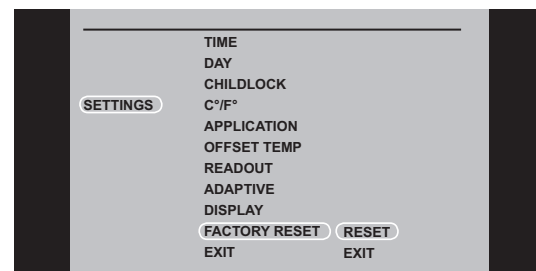 TIME
DAY
CHILDLOCK
SETTINGS C°/F°
APPLICATION
OFFSET TEMP
READOUT
ADAPTIVE
DISPLAY
FACTORY RESET RESET
EXIT EXIT